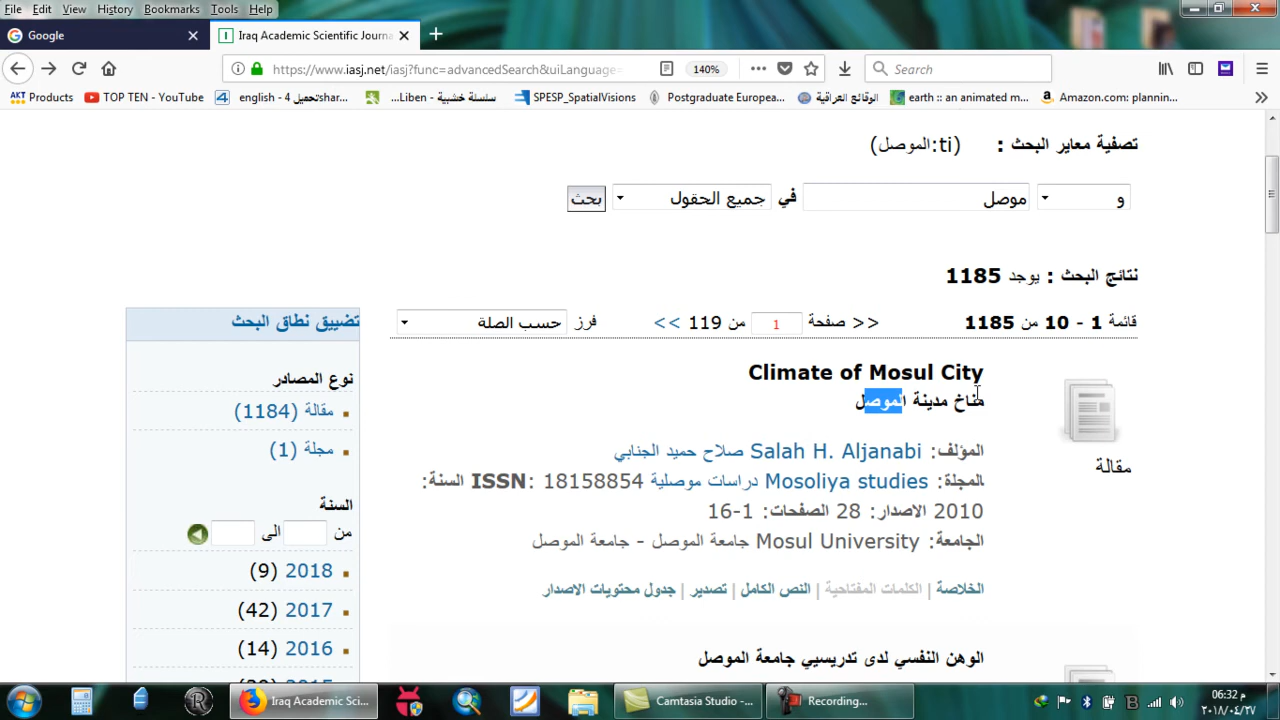 File Edit View History Bookmarks Tools Help
Google
Iraq Academic Scientific Journa
https://www.iasj.net/iasj?func=advancedSearch&uiLanguage=
140%
Search
Products
TOP TEN - YouTube
english - 4 تحميلshar...
سلسلة خشبية - Liben...
SPESP_SpatialVisions
Postgraduate Europea...
الوقائع العراقية
earth :: an animated m...
Amazon.com: plannin...
تصفية معاير البحث : (ti:الموصل)
و
موصل
في
جميع الحقول
بحث
نتائج البحث : يوجد 1185
قائمة 1 - 10 من 1185
<< صفحة 1 من 119 >>
فرز
حسب الصلة
Climate of Mosul City
مناخ مدينة الموصل
المؤلف: Salah H. Aljanabi صلاح حميد الجنابي
المجلة: Mosoliya studies دراسات موصلية ISSN: 18158854 السنة:
2010 الاصدار: 28 الصفحات: 1-16
الجامعة: Mosul University جامعة الموصل - جامعة الموصل
الخلاصة | الكلمات المفتاحية | النص الكامل | تصدير | جدول محتويات الاصدار
مقالة
الوهن النفسي لدى تدريسيي جامعة الموصل
تضييق نطاق البحث
نوع المصادر
مقالة (1184)
مجلة (1)
السنة
من
الى
2018 (9)
2017 (42)
2016 (14)
Iraq Academic Sci...
Camtasia Studio -...
Recording...
06:32 م
٢٠١٨/٠٤/٢٧